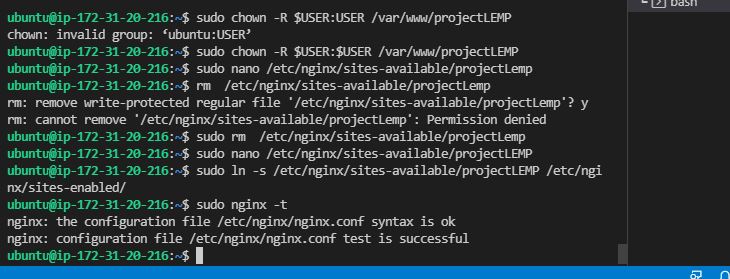 bash
ubuntu@ip-172-31-20-216:~$ sudo chown -R $USER:USER /var/www/projectLEMP
chown: invalid group: ‘ubuntu:USER’
ubuntu@ip-172-31-20-216:~$ sudo chown -R $USER:$USER /var/www/projectLEMP
ubuntu@ip-172-31-20-216:~$ sudo nano /etc/nginx/sites-available/projectLemp
ubuntu@ip-172-31-20-216:~$ rm  /etc/nginx/sites-available/projectLemp
rm: remove write-protected regular file '/etc/nginx/sites-available/projectLemp'? y
rm: cannot remove '/etc/nginx/sites-available/projectLemp': Permission denied
ubuntu@ip-172-31-20-216:~$ sudo rm  /etc/nginx/sites-available/projectLemp
ubuntu@ip-172-31-20-216:~$ sudo nano /etc/nginx/sites-available/projectLEMP
ubuntu@ip-172-31-20-216:~$ sudo ln -s /etc/nginx/sites-available/projectLEMP /etc/ngi
nx/sites-enabled/
ubuntu@ip-172-31-20-216:~$ sudo nginx -t
nginx: the configuration file /etc/nginx/nginx.conf syntax is ok
nginx: configuration file /etc/nginx/nginx.conf test is successful
ubuntu@ip-172-31-20-216:~$